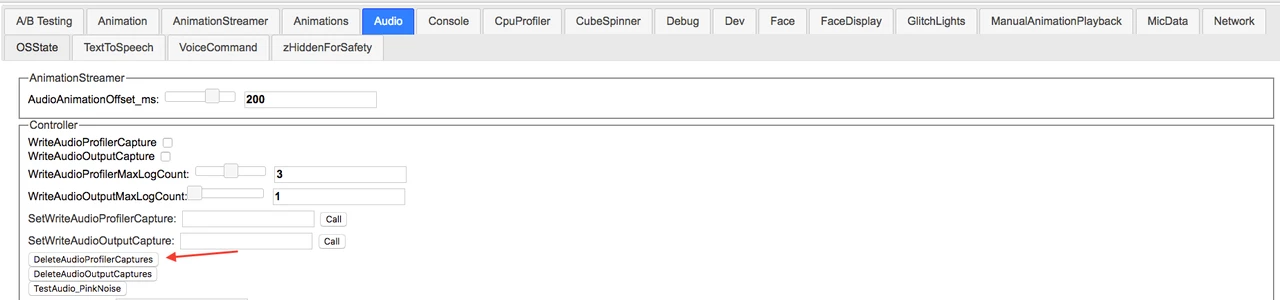 A/B Testing Animation AnimationStreamer Animations Audio Console CpuProfiler CubeSpinner Debug Dev Face FaceDisplay GlitchLights ManualAnimationPlayback MicData Network
OSState TextToSpeech VoiceCommand zHiddenForSafety
AnimationStreamer
AudioAnimationOffset_ms: 200
Controller
WriteAudioProfilerCapture
WriteAudioOutputCapture
WriteAudioProfilerMaxLogCount: 3
WriteAudioOutputMaxLogCount: 1
SetWriteAudioProfilerCapture: Call
SetWriteAudioOutputCapture: Call
DeleteAudioProfilerCaptures
DeleteAudioOutputCaptures
TestAudio_PinkNoise